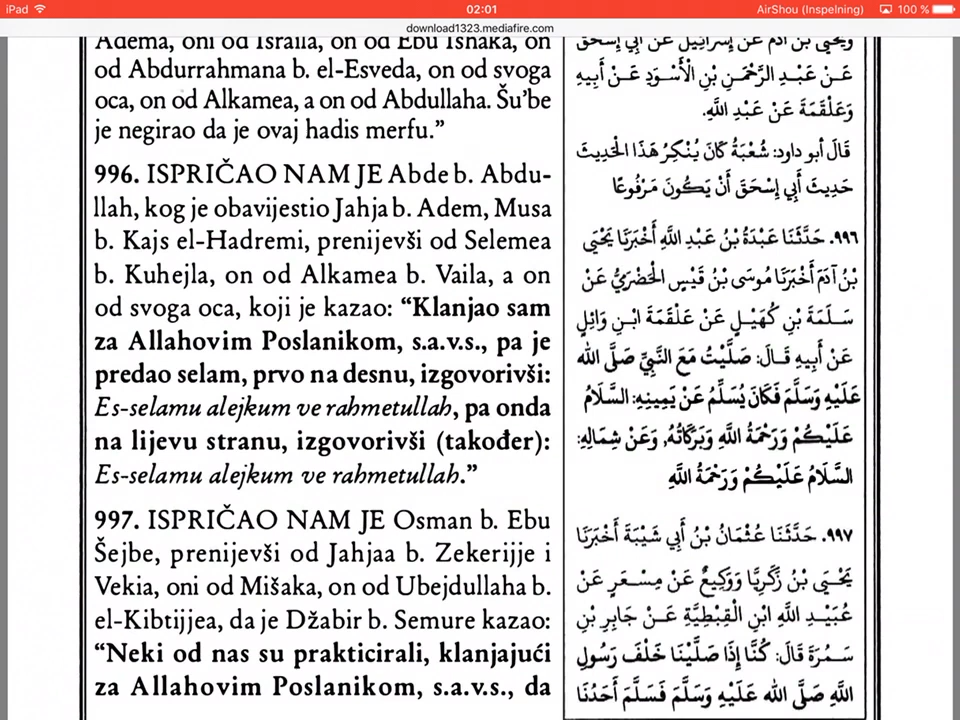 iPad 02:01 AirShou (Inspelning) 100 %
download1323.mediafire.com
Adema, oni od Israila, on od Ebu Ishaka, on
od Abdurrahmana b. el-Esveda, on od svoga
oca, on od Alkamea, a on od Abdullaha. Šu’be
je negirao da je ovaj hadis merfu.”
996. ISPRIČAO NAM JE Abde b. Abdu-
llah, kog je obavijestio Jahja b. Adem, Musa
b. Kajs el-Hadremi, prenijevši od Selemea
b. Kuhejla, on od Alkamea b. Vaila, a on
od svoga oca, koji je kazao: “Klanjao sam
za Allahovim Poslanikom, s.a.v.s., pa je
predao selam, prvo na desnu, izgovorivši:
Es-selamu alejkum ve rahmetullah, pa onda
na lijevu stranu, izgovorivši (također):
Es-selamu alejkum ve rahmetullah.”
997. ISPRIČAO NAM JE Osman b. Ebu
Šejbe, prenijevši od Jahjaa b. Zekerijje i
Vekia, oni od Mišaka, on od Ubejdullaha b.
el-Kibtijjea, da je Džabir b. Semure kazao:
“Neki od nas su prakticirali, klanjajući
za Allahovim Poslanikom, s.a.v.s., da
وَيَحْيَى بْنِ آدَمَ عَنْ إِسْرَائِيلَ عَنْ أَبِي إِسْحَقَ
عَنْ عَبْدِ الرَّحْمَنِ بْنِ الْأَسْوَدِ عَنْ أَبِيهِ
وَعَلْقَمَةَ عَنْ عَبْدِ اللَّهِ.
قَالَ أبو داود: شُعْبَةُ كَانَ يُنْكِرُ هَذَا الْحَدِيثَ
حَدِيثَ أَبِي إِسْحَقَ أَنْ يَكُونَ مَرْفُوعًا
٩٩٦. حَدَّثَنَا عَبْدَةُ بْنُ عَبْدِ اللَّهِ أَخْبَرَنَا يَحْيَى
بْنُ آدَمَ أَخْبَرَنَا مُوسَى بْنُ قَيْسٍ الْحَضْرَمِيُّ عَنْ
سَلَمَةَ بْنِ كُهَيْلٍ عَنْ عَلْقَمَةَ ابْنِ وَائِلٍ
عَنْ أَبِيهِ قَالَ: صَلَّيْتُ مَعَ النَّبِيِّ صَلَّى الله
عَلَيْهِ وَسَلَّمَ فَكَانَ يُسَلِّمُ عَنْ يَمِينِهِ: السَّلَامُ
عَلَيْكُمْ وَرَحْمَةُ اللَّهِ وَبَرَكَاتُهُ، وَعَنْ شِمَالِهِ:
السَّلَامُ عَلَيْكُمْ وَرَحْمَةُ اللَّهِ
٩٩٧. حَدَّثَنَا عُثْمَانُ بْنُ أَبِي شَيْبَةَ أَخْبَرَنَا
يَحْيَى بْنُ زَكَرِيَّا وَوَكِيعٌ عَنْ مِسْعَرٍ عَنْ
عُبَيْدِ اللَّهِ ابْنِ الْقِبْطِيَّةِ عَنْ جَابِرِ بْنِ
سَمُرَةَ قَالَ: كُنَّا إِذَا صَلَّيْنَا خَلْفَ رَسُولِ
اللَّهِ صَلَّى الله عَلَيْهِ وَسَلَّمَ فَسَلَّمَ أَحَدُنَا